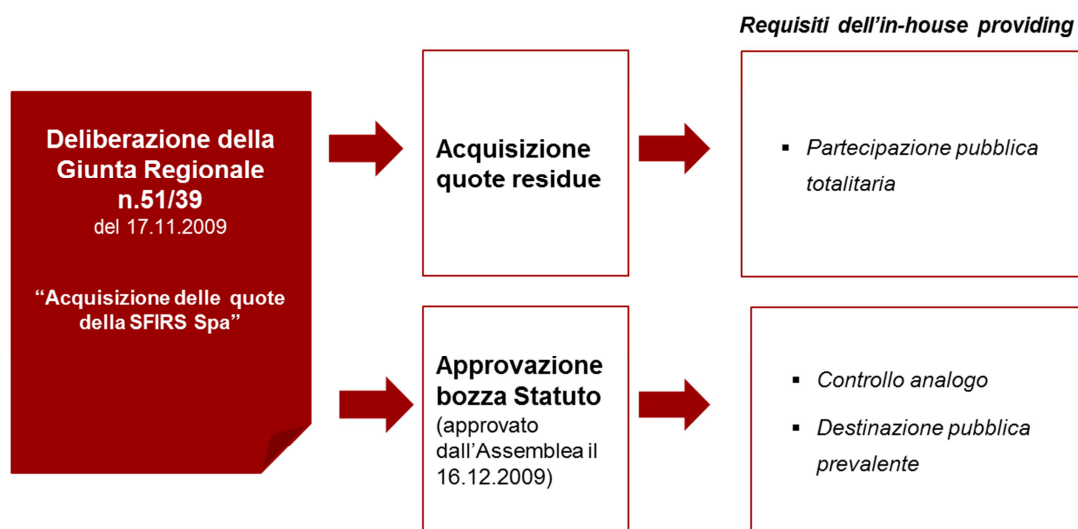 Requisiti dell’in-house providing
Deliberazione della
Giunta Regionale
n.51/39
del 17.11.2009
“Acquisizione delle quote
della SFIRS Spa”
Acquisizione
quote residue
▪ Partecipazione pubblica
totalitaria
Approvazione
bozza Statuto
(approvato
dall’Assemblea il
16.12.2009)
▪ Controllo analogo
▪ Destinazione pubblica
prevalente